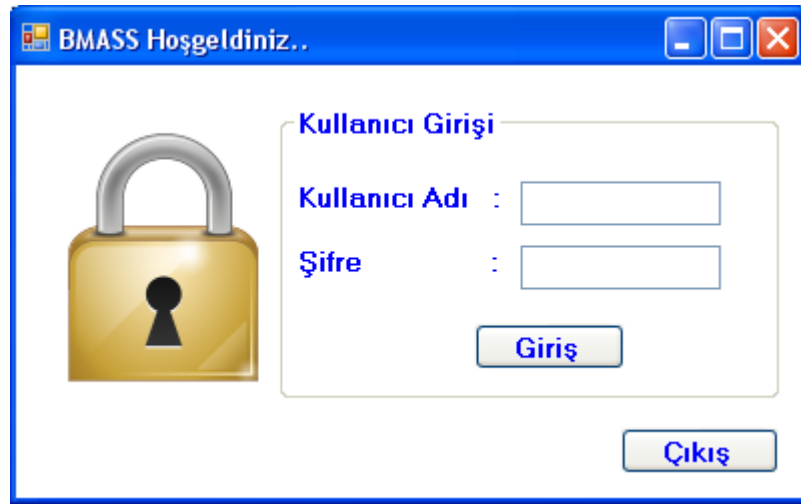 BMASS Hoşgeldiniz..
Kullanıcı Girişi
Kullanıcı Adı :
Şifre :
Giriş
Çıkış